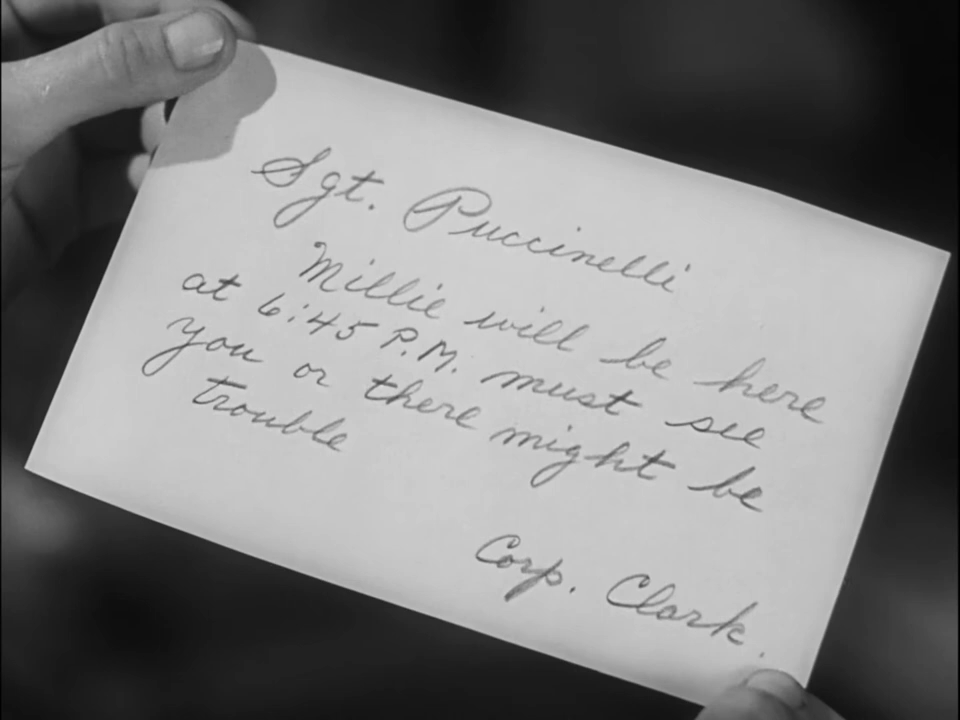 Sgt. Puccinelli
Millie will be here
at 6:45 P.M. must see
you or there might be
trouble
Corp. Clark.